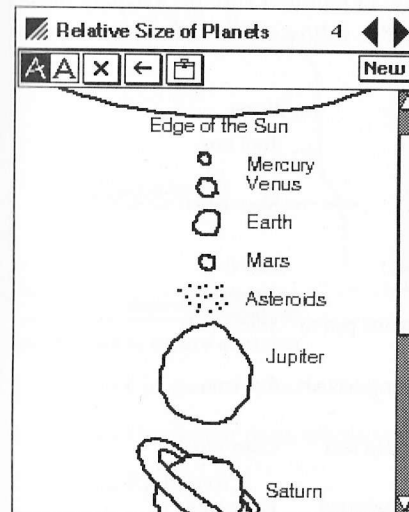 Relative Size of Planets 4
A A New
Edge of the Sun
Mercury
Venus
Earth
Mars
Asteroids
Jupiter
Saturn